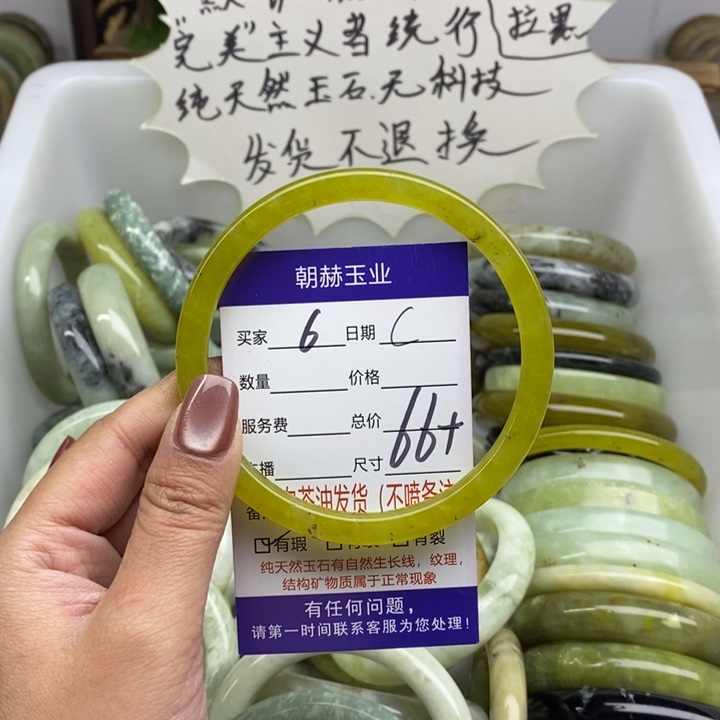 "完美"主义者绕行 拉黑
纯天然玉石.无科技
发货不退换
朝赫玉业
买家 6 日期 C
数量 价格
服务费 总价
播 尺寸 66+
茶油发货(不喷
有瑕 有裂
纯天然玉石有自然生长线，纹理，
结构矿物质属于正常现象
有任何问题，
请第一时间联系客服为您处理!